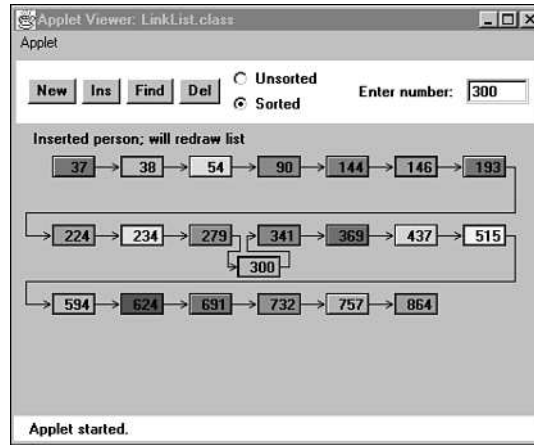 Applet Viewer: LinkList.class
Applet
New Ins Find Del Unsorted Sorted Enter number: 300
Inserted person; will redraw list
37 38 54 90 144 146 193
224 234 279 341 369 437 515
300
594 624 691 732 757 864
Applet started.